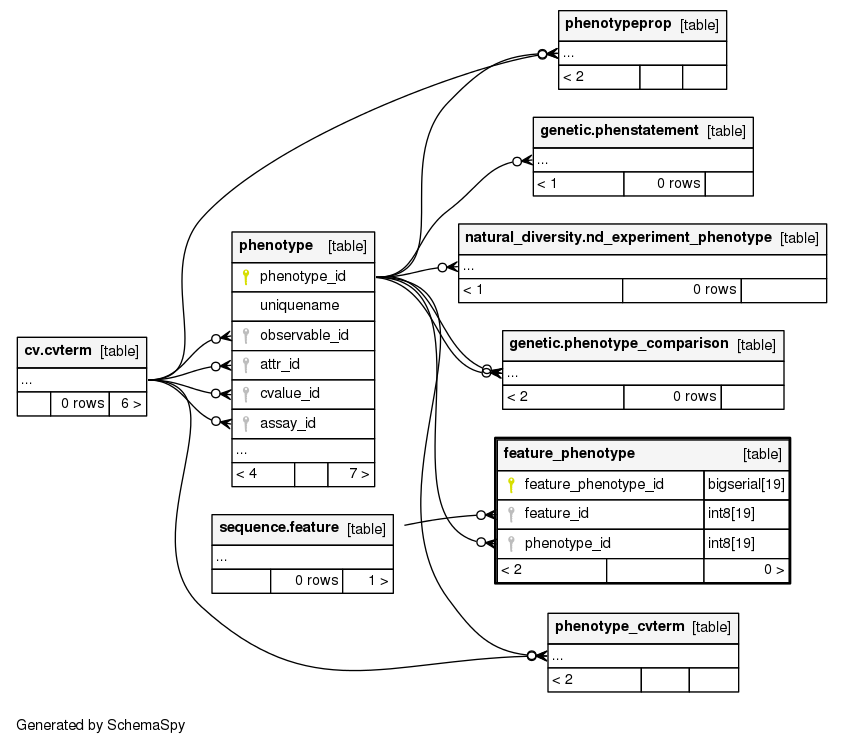 phenotypeprop [table]
...
< 2
genetic.phenstatement [table]
...
< 1 0 rows
natural_diversity.nd_experiment_phenotype [table]
...
< 1 0 rows
phenotype [table]
phenotype_id
uniquename
observable_id
attr_id
cvalue_id
assay_id
...
< 4 7 >
cv.cvterm [table]
...
0 rows 6 >
genetic.phenotype_comparison [table]
...
< 2 0 rows
feature_phenotype [table]
feature_phenotype_id bigserial[19]
feature_id int8[19]
phenotype_id int8[19]
< 2 0 >
sequence.feature [table]
...
0 rows 1 >
phenotype_cvterm [table]
...
< 2
Generated by SchemaSpy